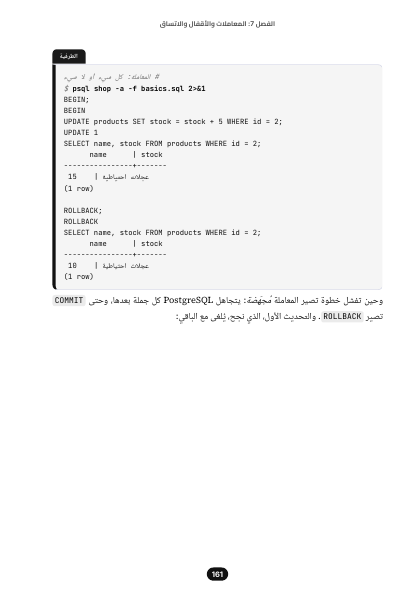 الفصل 7: المعاملات والأقفال والاتساق
الطرفية
# المعاملة: كل شيء أو لا شيء
$ psql shop -a -f basics.sql 2>&1
BEGIN;
BEGIN
UPDATE products SET stock = stock + 5 WHERE id = 2;
UPDATE 1
SELECT name, stock FROM products WHERE id = 2;
      name      | stock
----------------+-------
 عجلات احتياطية |    15
(1 row)

ROLLBACK;
ROLLBACK
SELECT name, stock FROM products WHERE id = 2;
      name      | stock
----------------+-------
 عجلات احتياطية |    10
(1 row)
وحين تفشل خطوة تصير المعاملة مُجهَضة: يتجاهل PostgreSQL كل جملة بعدها، وحتى COMMIT
تصير ROLLBACK. والتحديث الأول، الذي نجح، يُلغى مع الباقي:
161